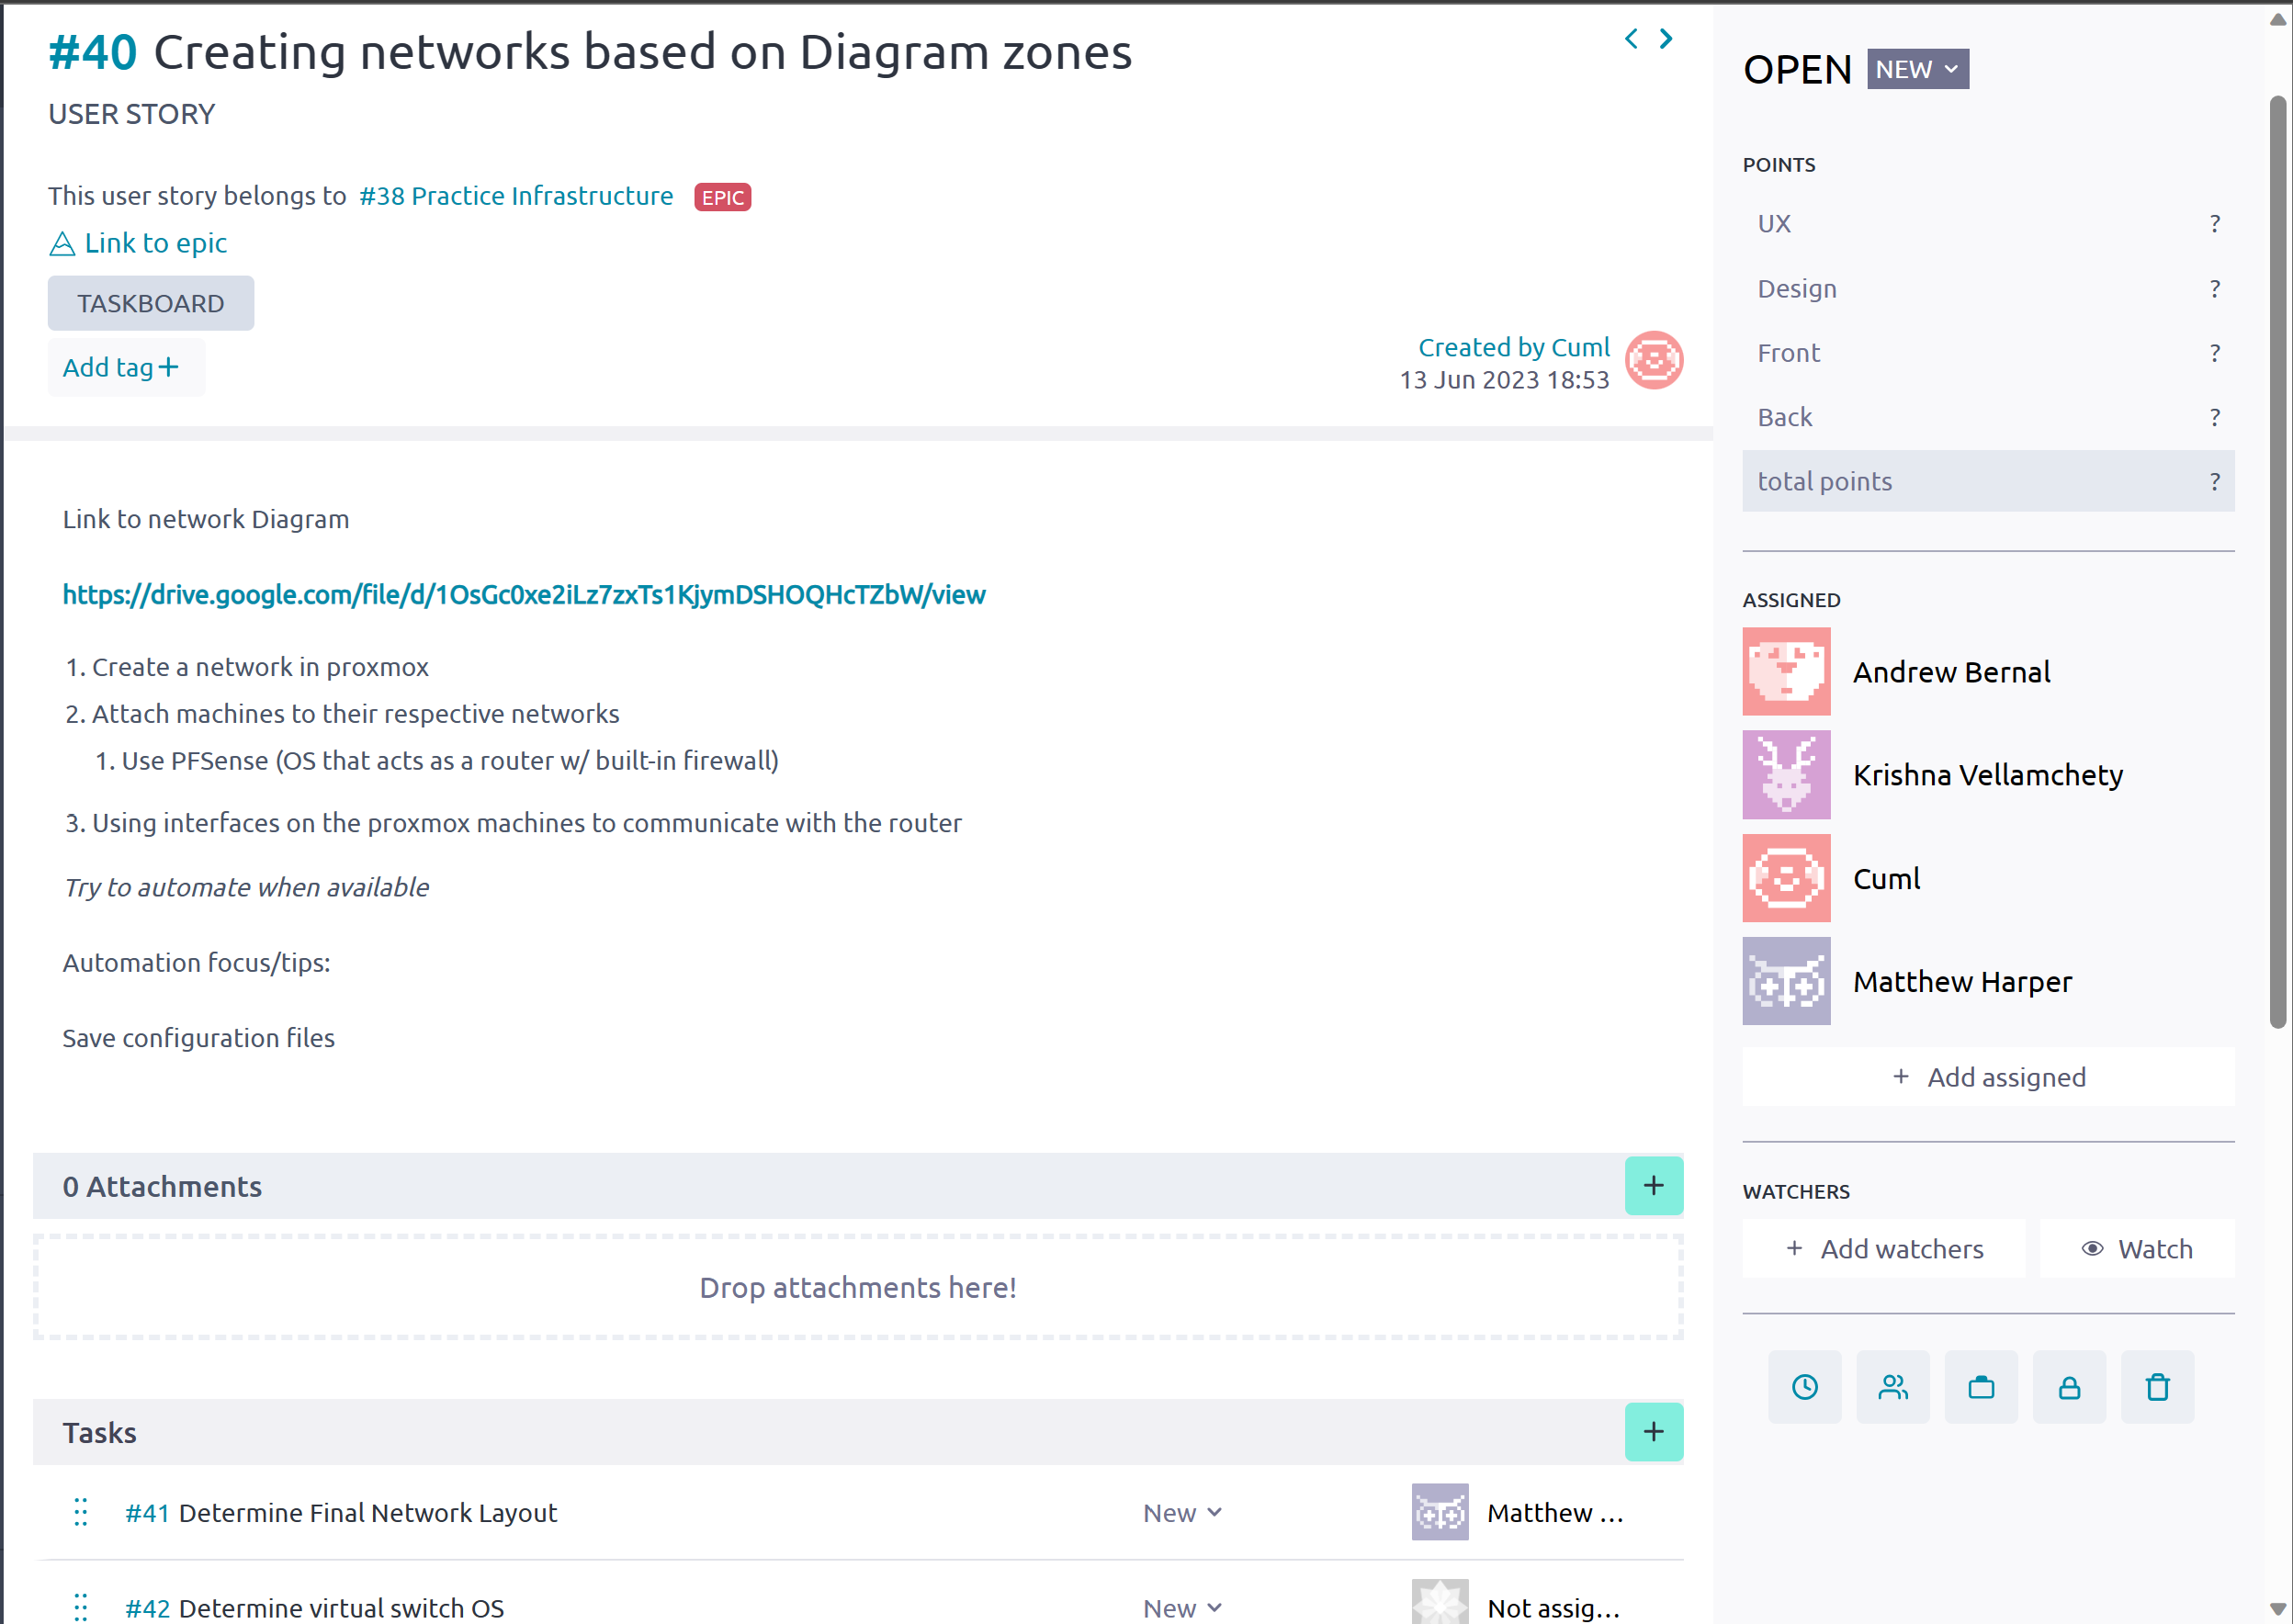 #40 Creating networks based on Diagram zones
USER STORY
This user story belongs to #38 Practice Infrastructure EPIC
Link to epic
TASKBOARD
Add tag
Created by Cuml
13 Jun 2023 18:53
Link to network Diagram
https://drive.google.com/file/d/1OsGc0xe2iLz7zxTs1KjymDSHOQHcTZbW/view
1. Create a network in proxmox
2. Attach machines to their respective networks
1. Use PFSense (OS that acts as a router w/ built-in firewall)
3. Using interfaces on the proxmox machines to communicate with the router
Try to automate when available
Automation focus/tips:
Save configuration files
0 Attachments
Drop attachments here!
Tasks
#41 Determine Final Network Layout New Matthew ...
#42 Determine virtual switch OS New Not assig...
OPEN NEW
POINTS
UX ?
Design ?
Front ?
Back ?
total points ?
ASSIGNED
Andrew Bernal
Krishna Vellamchety
Cuml
Matthew Harper
+ Add assigned
WATCHERS
+ Add watchers
Watch